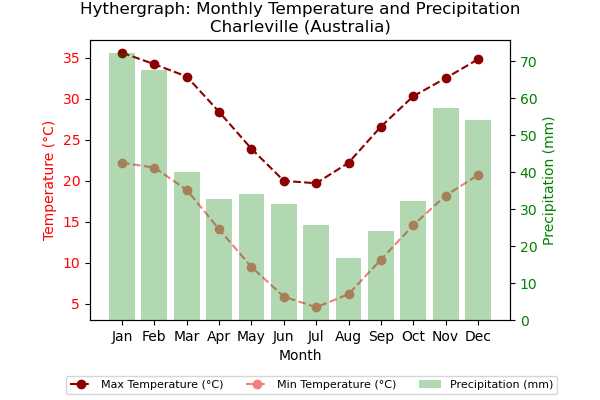 Hythergraph: Monthly Temperature and Precipitation
Charleville (Australia)
Temperature (°C)
35
30
25
20
15
10
5
Precipitation (mm)
70
60
50
40
30
20
10
0
Jan Feb Mar Apr May Jun Jul Aug Sep Oct Nov Dec
Month
Max Temperature (°C) Min Temperature (°C) Precipitation (mm)